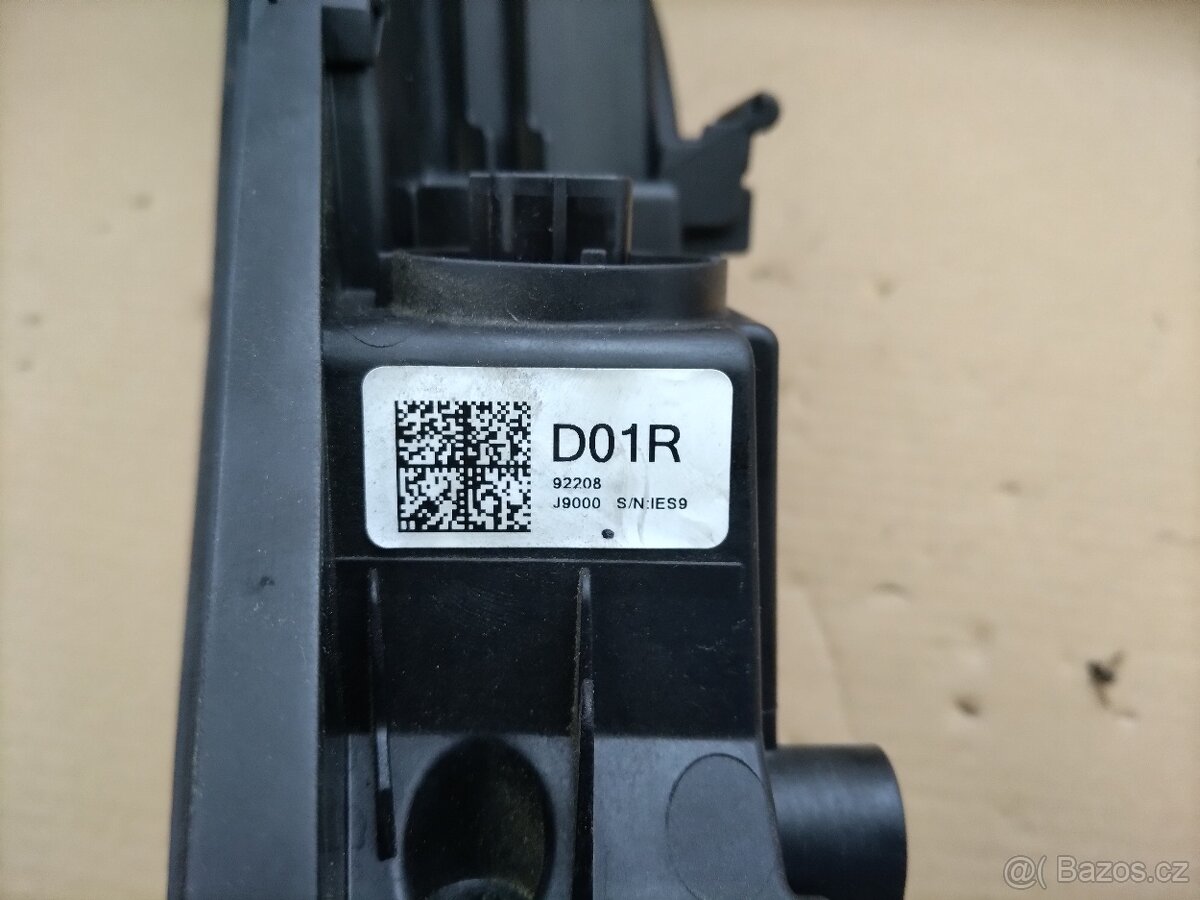 D01R
92208
J9000 S/N:IES9
@( Bazos.cz